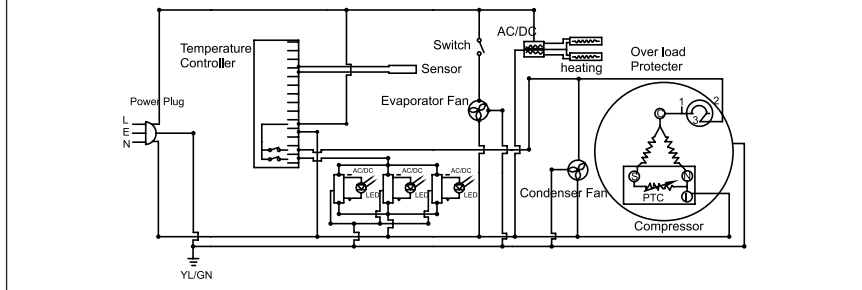 AC/DC
Switch
Temperature
Controller
Over load
Protecter
Sensor
heating
Power Plug
Evaporator Fan
L
E
N
1
2
3
C
AC/DC
AC/DC
AC/DC
LED
LED
LED
S
N
PTC
Condenser Fan
Compressor
YL/GN